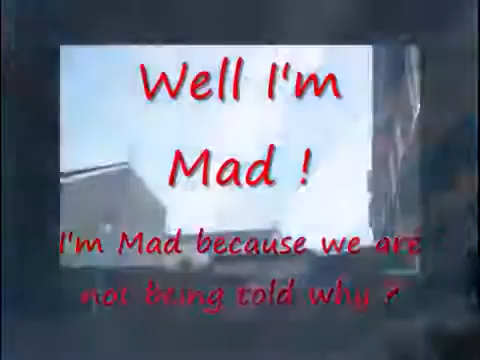 Well I'm
Mad !
I'm Mad because we are
not being told why ?